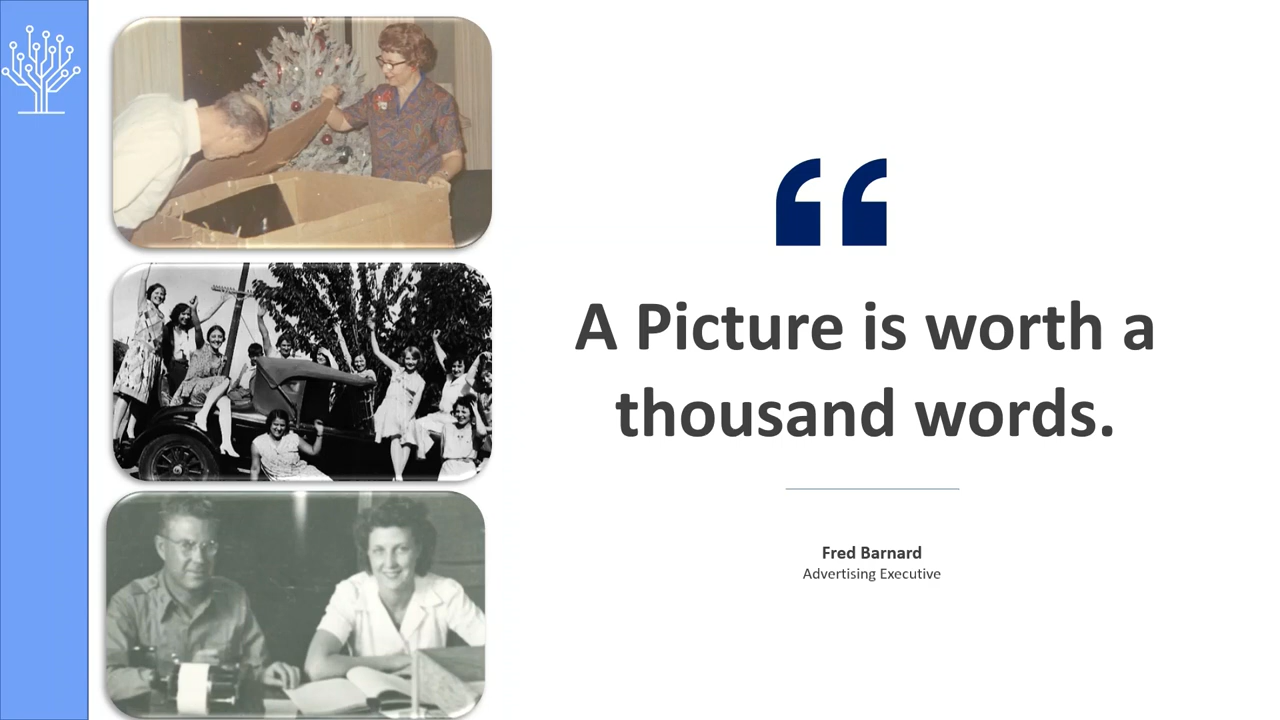 “
A Picture is worth a
thousand words.
Fred Barnard
Advertising Executive